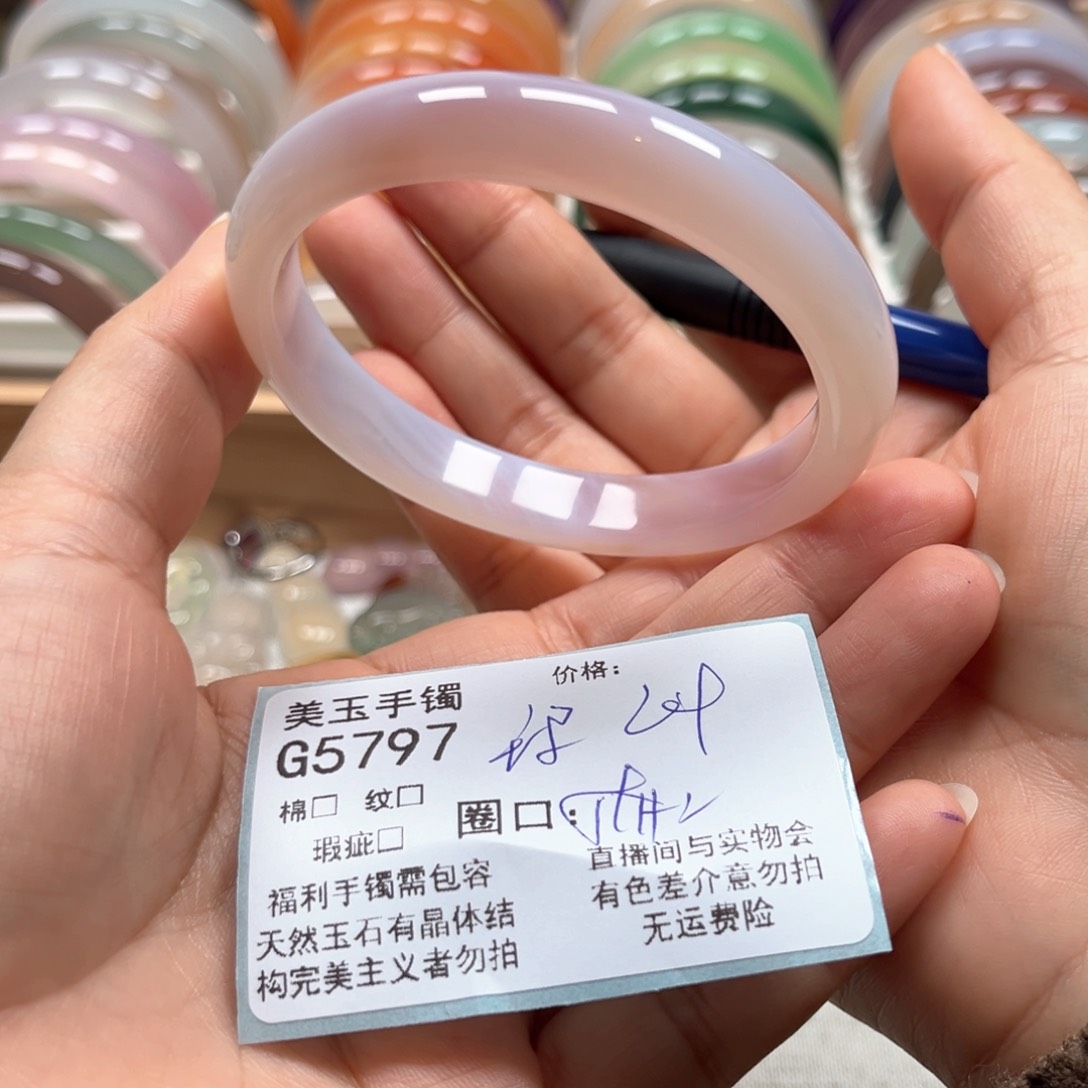 价格:
美玉手镯
G5797
棉□ 纹□
圈口:
瑕疵□
福利手镯需包容
天然玉石有晶体结
构完美主义者勿拍
直播间与实物会
有色差介意勿拍
无运费险